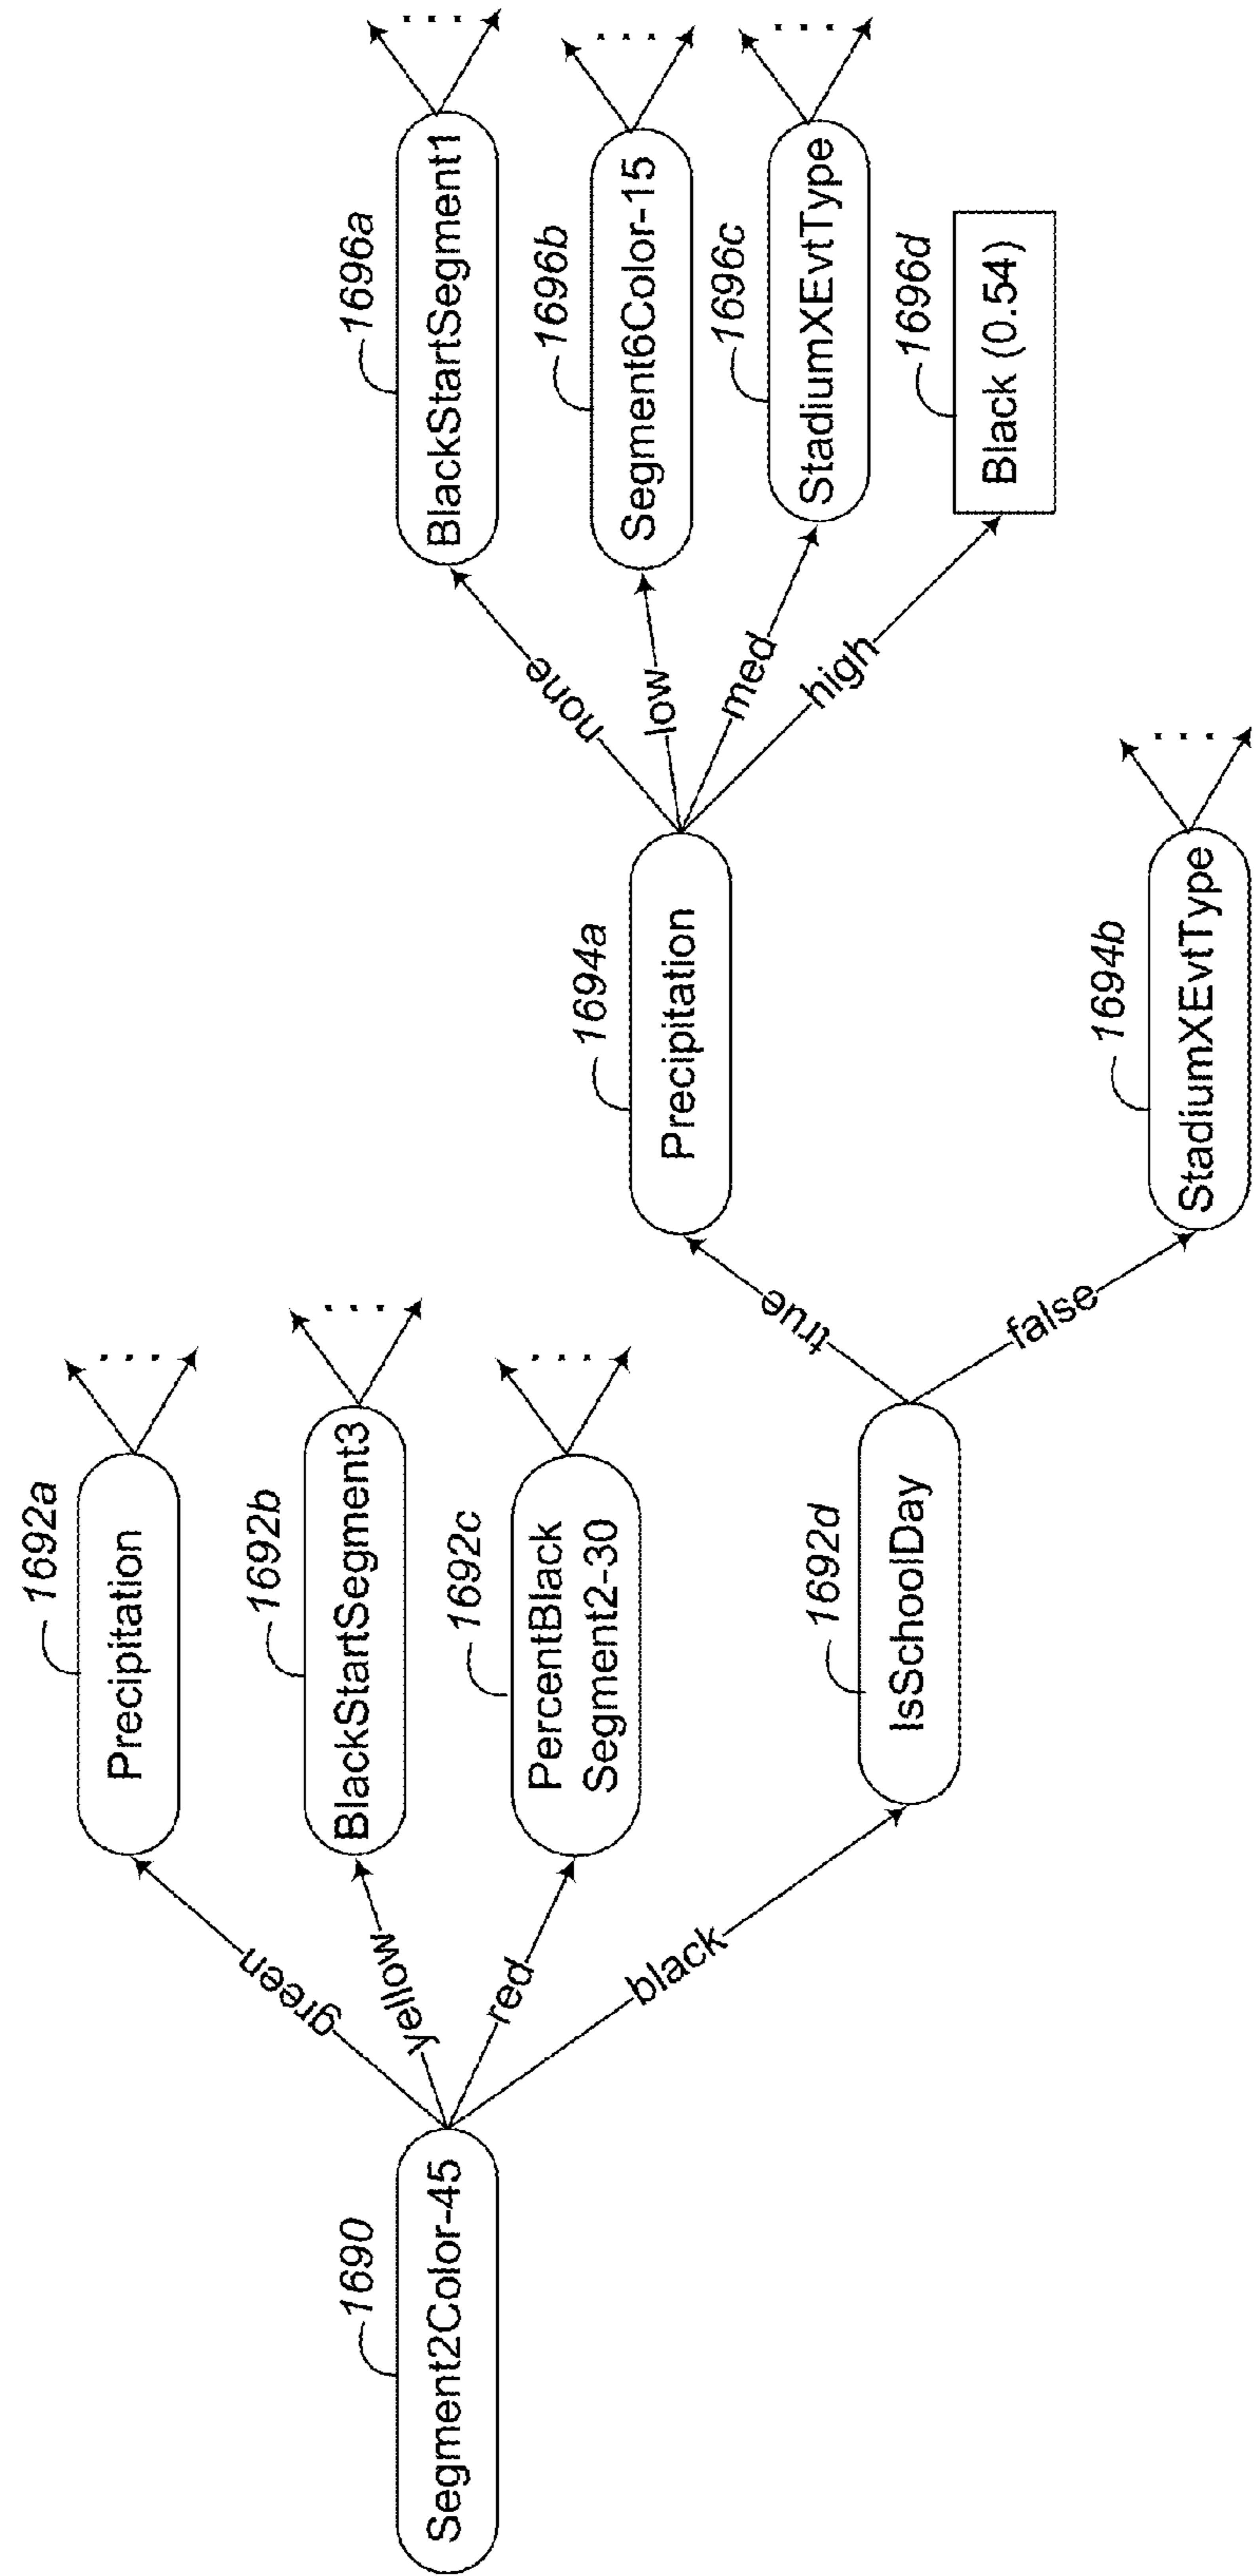 1690
Segment2Color-45
green
yellow
red
black
1692a
Precipitation
1692b
BlackStartSegment3
1692c
PercentBlack
Segment2-30
1692d
IsSchoolDay
true
false
1694a
Precipitation
1694b
StadiumXEvtType
none
low
med
high
1696a
BlackStartSegment1
1696b
Segment6Color-15
1696c
StadiumXEvtType
1696d
Black (0.54)